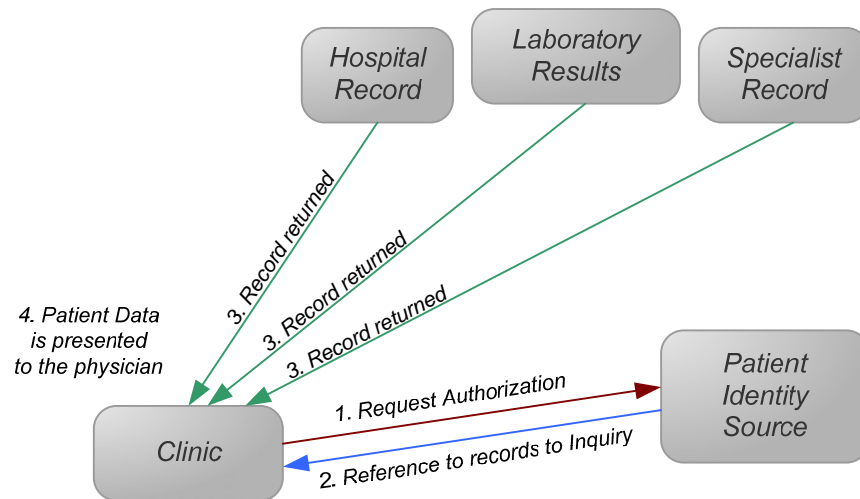 Hospital
Record
Laboratory
Results
Specialist
Record
3. Record returned
3. Record returned
3. Record returned
4. Patient Data
is presented
to the physician
1. Request Authorization
2. Reference to records to Inquiry
Patient
Identity
Source
Clinic